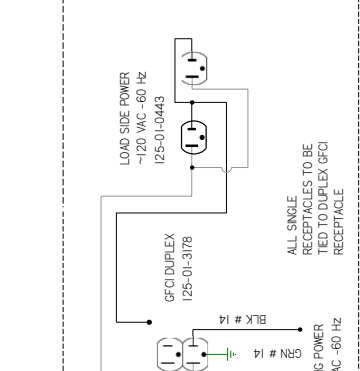 LOAD SIDE POWER
~120 VAC -60 Hz
125-01-0443
ALL SINGLE
RECEPTACLES TO BE
TIED TO DUPLEX GFCI
RECEPTACLE
GFCI DUPLEX
125-01-3178
BLK # 14
GRN # 14
POWER
-60 Hz